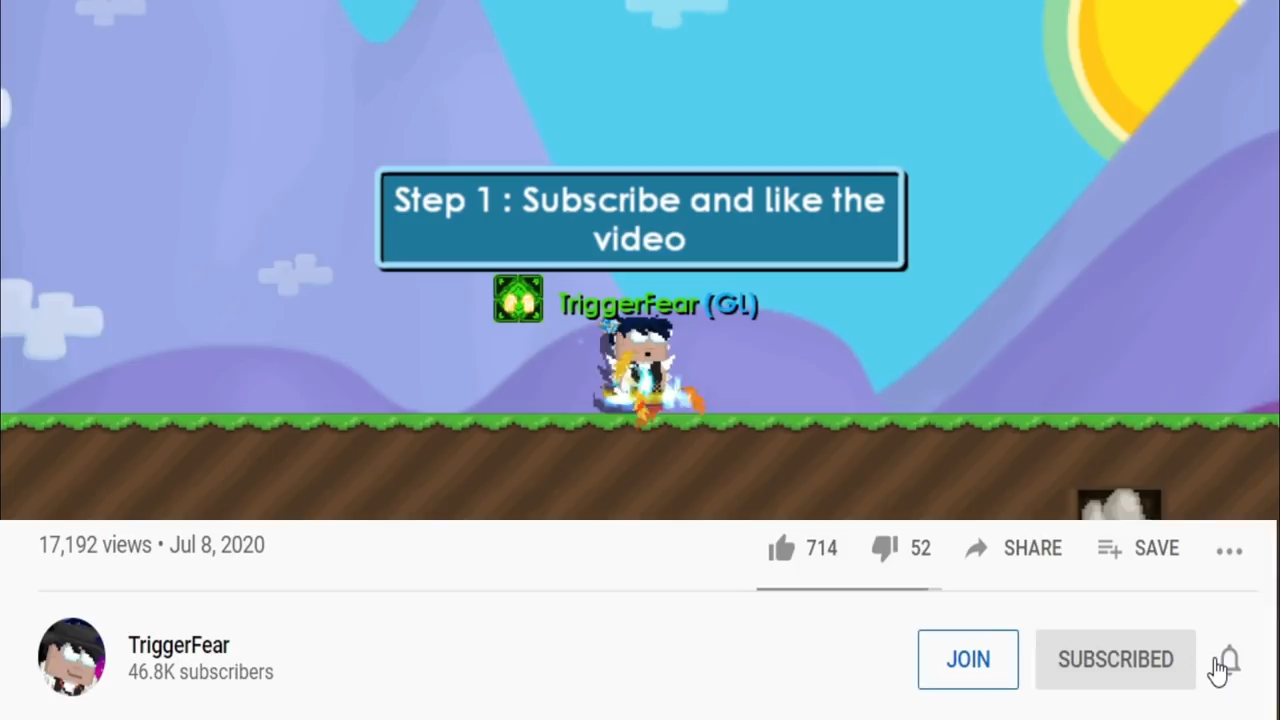 Step 1 : Subscribe and like the
video
TriggerFear (GL)
17,192 views • Jul 8, 2020
714
52
SHARE
SAVE
TriggerFear
46.8K subscribers
JOIN
SUBSCRIBED